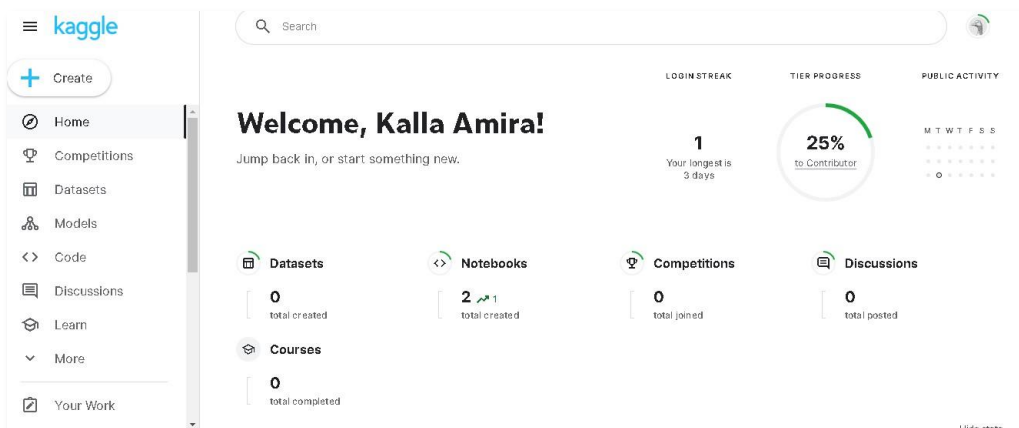 kaggle
Search
Create
LOGIN STREAK
TIER PROGRESS
PUBLIC ACTIVITY
Home
Welcome, Kalla Amira!
1
25%
M T W T F S S
Competitions
Jump back in, or start something new.
Your longest is
3 days
to Contributor
Datasets
Models
Code
Discussions
Learn
More
Your Work
Datasets
0
total created
Notebooks
2 1
total created
Competitions
0
total joined
Discussions
0
total posted
Courses
0
total completed
Hide stats